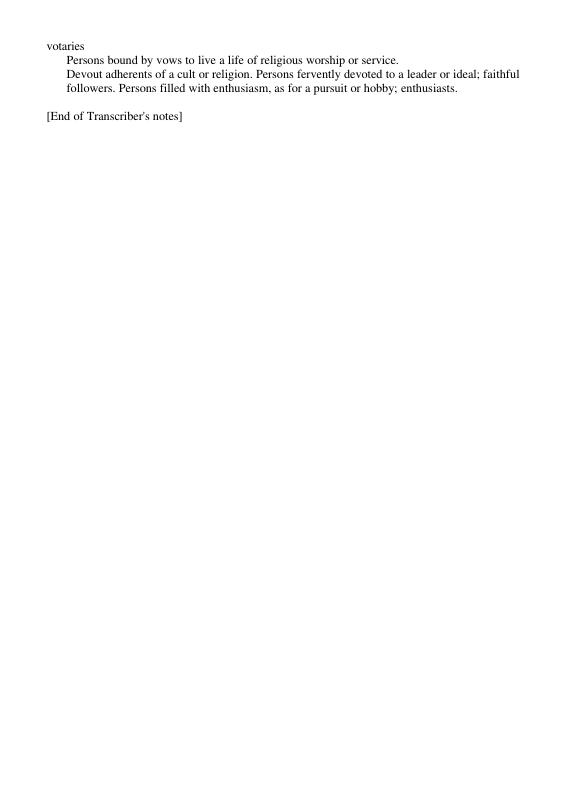 votaries
Persons bound by vows to live a life of religious worship or service.
Devout adherents of a cult or religion. Persons fervently devoted to a leader or ideal; faithful
followers. Persons filled with enthusiasm, as for a pursuit or hobby; enthusiasts.
[End of Transcriber's notes]